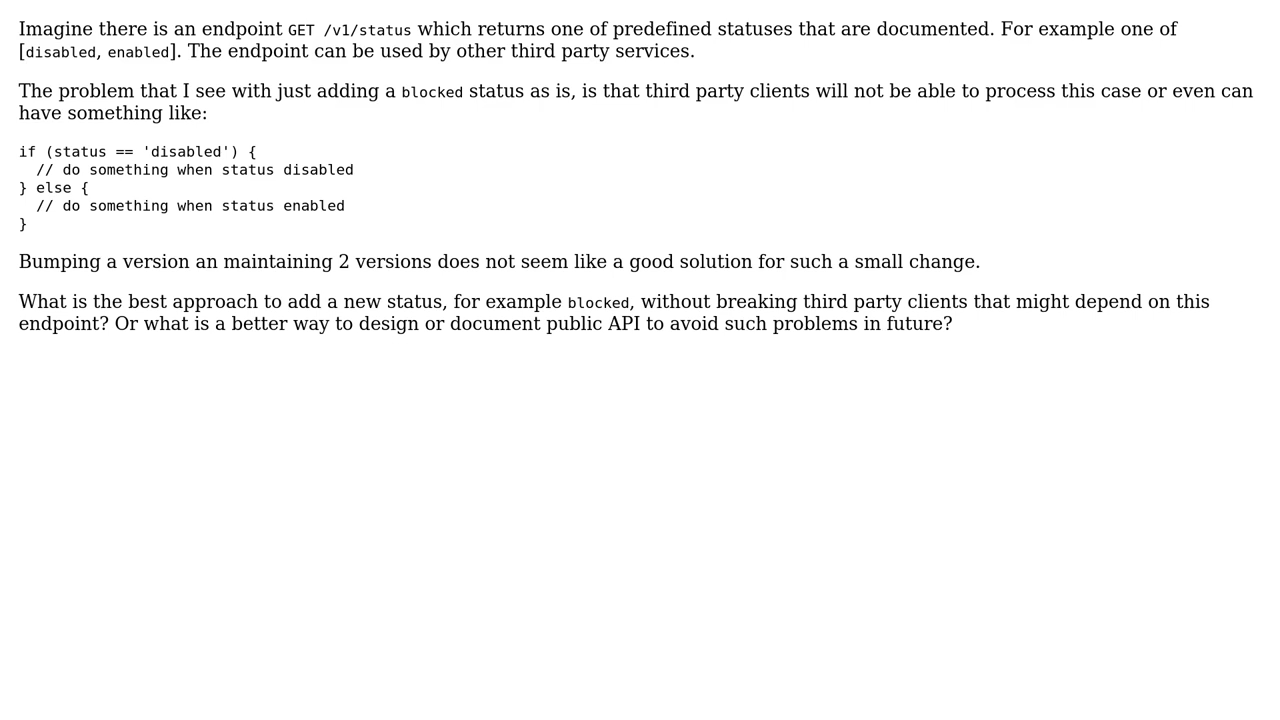 Imagine there is an endpoint GET /v1/status which returns one of predefined statuses that are documented. For example one of
[disabled, enabled]. The endpoint can be used by other third party services.
The problem that I see with just adding a blocked status as is, is that third party clients will not be able to process this case or even can
have something like:
if (status == 'disabled') {
  // do something when status disabled
} else {
  // do something when status enabled
}
Bumping a version an maintaining 2 versions does not seem like a good solution for such a small change.
What is the best approach to add a new status, for example blocked, without breaking third party clients that might depend on this
endpoint? Or what is a better way to design or document public API to avoid such problems in future?